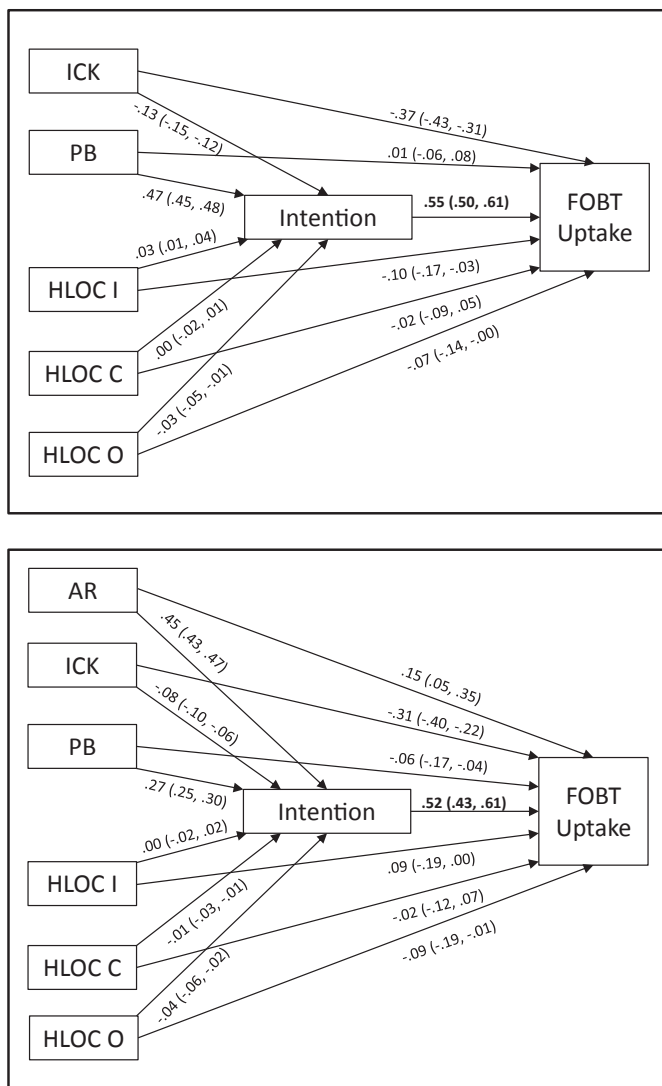 ICK
-.37 (-.43, -.31)
-.13 (-.15, -.12)
PB
.01 (-.06, .08)
.47 (.45, .48)
Intention
.55 (.50, .61)
FOBT
Uptake
.03 (.01, .04)
HLOC I
-.10 (-.17, -.03)
.00 (-.02, .01)
HLOC C
-.02 (-.09, .05)
-.03 (-.05, -.01)
-.07 (-.14, -.00)
HLOC O
AR
.45 (.43, .47)
.15 (.05, .35)
ICK
-.08 (-.10, -.06)
-.31 (-.40, -.22)
PB
-.06 (-.17, -.04)
.27 (.25, .30)
Intention
.52 (.43, .61)
FOBT
Uptake
.00 (-.02, .02)
HLOC I
.09 (-.19, .00)
-.01 (-.03, -.01)
HLOC C
-.02 (-.12, .07)
-.04 (-.06, -.02)
-.09 (-.19, -.01)
HLOC O